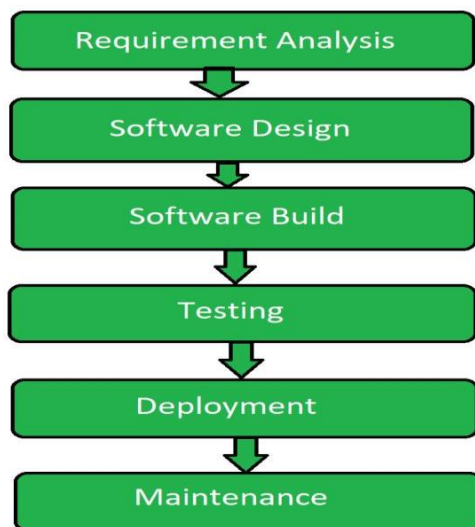 Requirement Analysis
Software Design
Software Build
Testing
Deployment
Maintenance